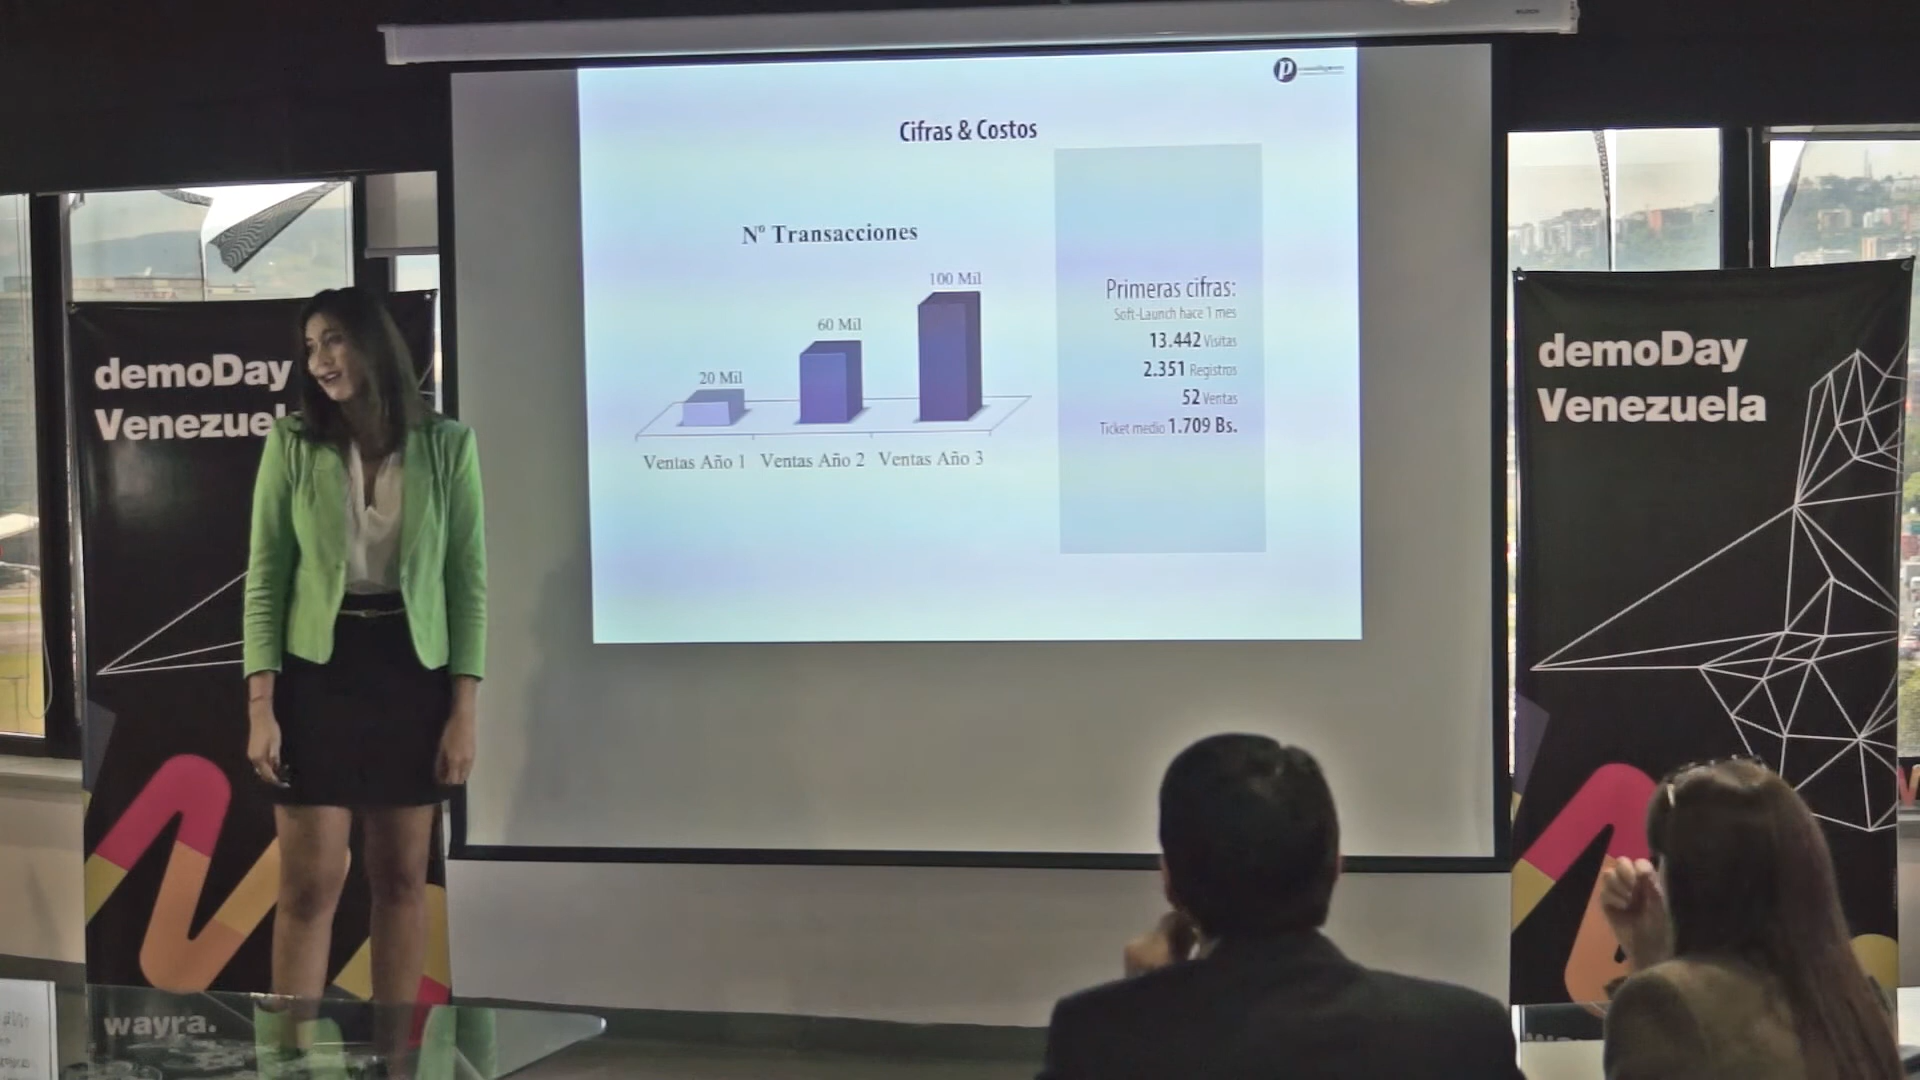 Cifras & Costos
Nº Transacciones
100 Mil
60 Mil
20 Mil
Ventas Año 1
Ventas Año 2
Ventas Año 3
Primeras cifras:
Soft-Launch hace 1 mes
13.442 Visitas
2.351 Registros
52 Ventas
Ticket medio 1.709 Bs.
demoDay
Venezuel
wayra.
demoDay
Venezuela